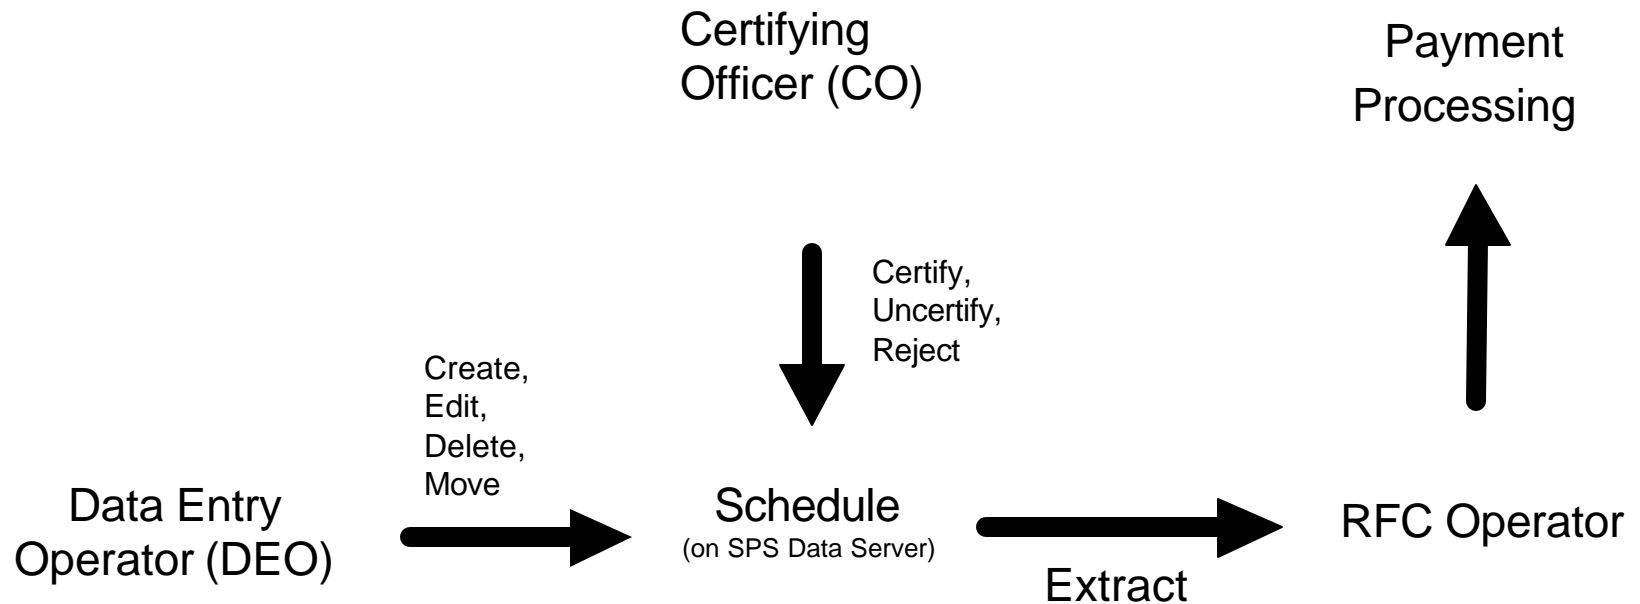 Certifying
Officer (CO)
Payment
Processing
Certify,
Uncertify,
Reject
Create,
Edit,
Delete,
Move
Data Entry
Operator (DEO)
Schedule
(on SPS Data Server)
Extract
RFC Operator